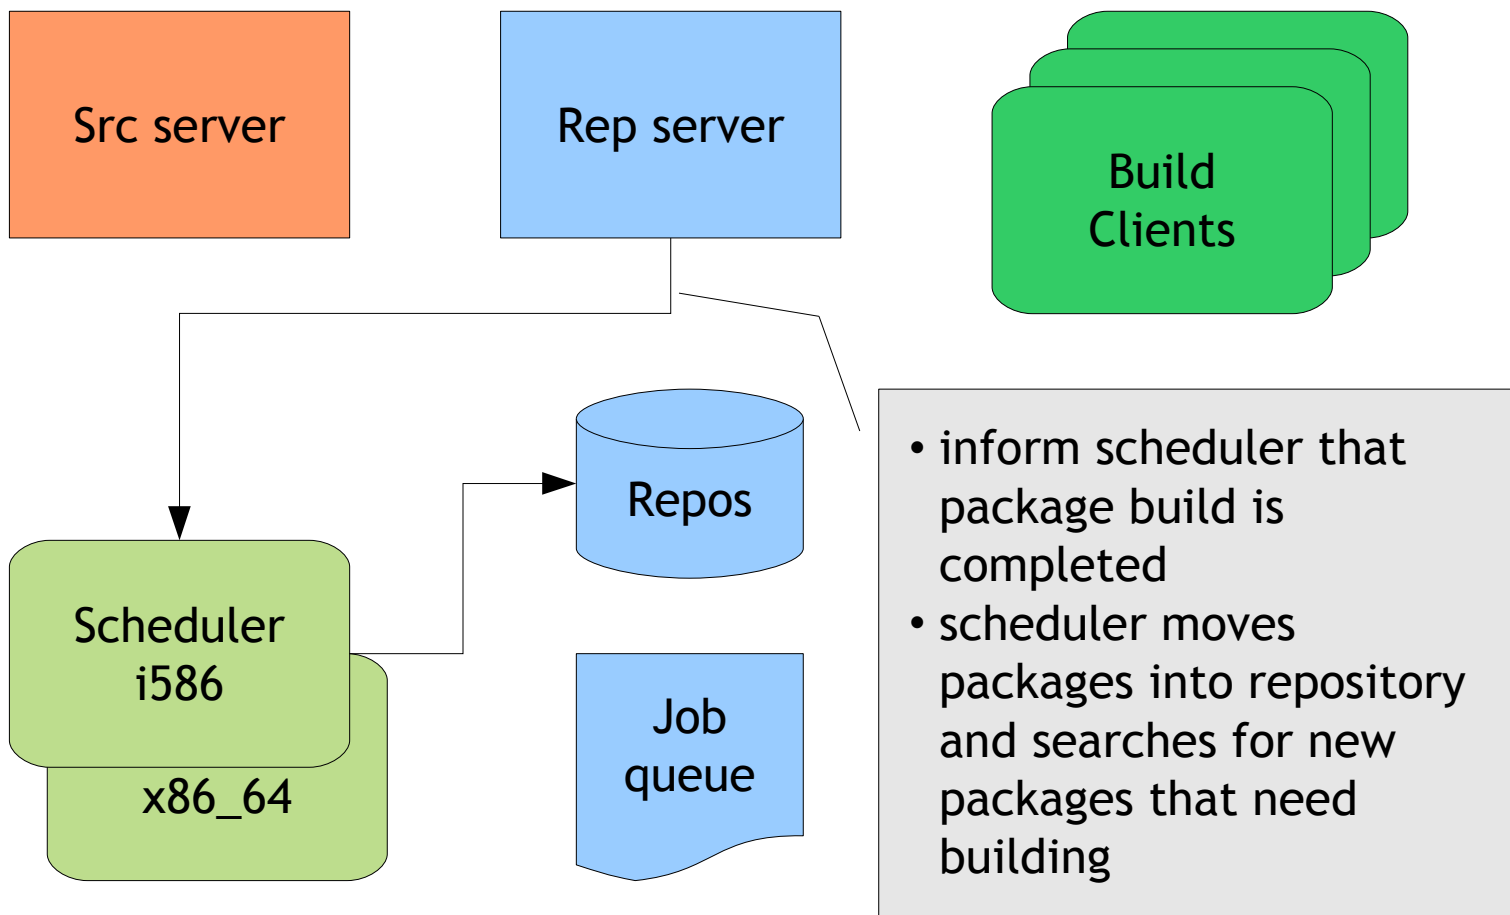 Src server
Rep server
Build
Clients
Repos
Scheduler
i586
x86_64
Job
queue
• inform scheduler that
package build is
completed
• scheduler moves
packages into repository
and searches for new
packages that need
building